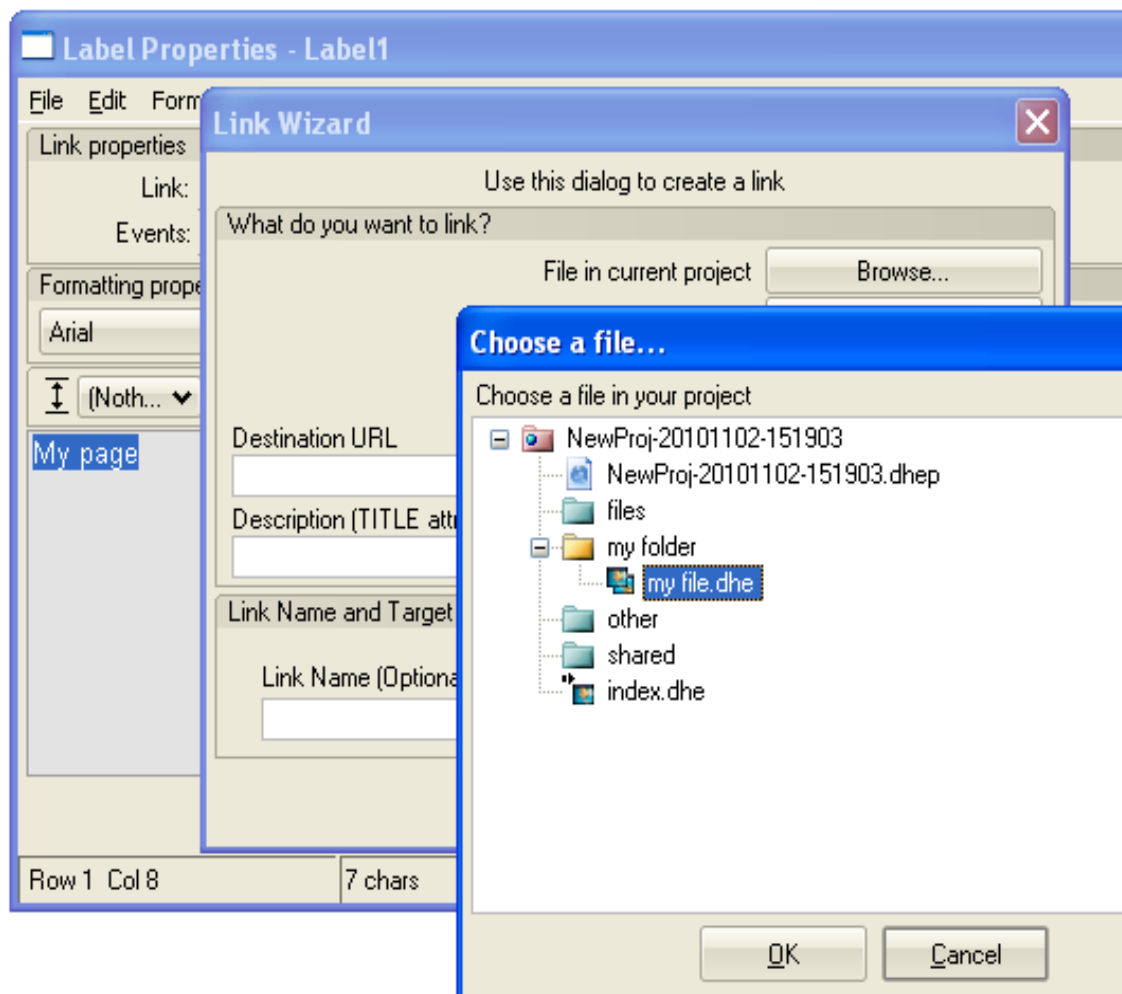 Label Properties - Label1
File Edit Form
Link Wizard
Link properties
Use this dialog to create a link
Link:
Events:
What do you want to link?
File in current project Browse...
Formatting prope
Arial
Choose a file...
(Noth...
Choose a file in your project
My page
Destination URL
NewProj-20101102-151903
NewProj-20101102-151903.dhep
Description (TITLE att
files
my folder
my file.dhe
Link Name and Target
other
shared
Link Name (Optiona
index.dhe
Row 1 Col 8
7 chars
OK Cancel